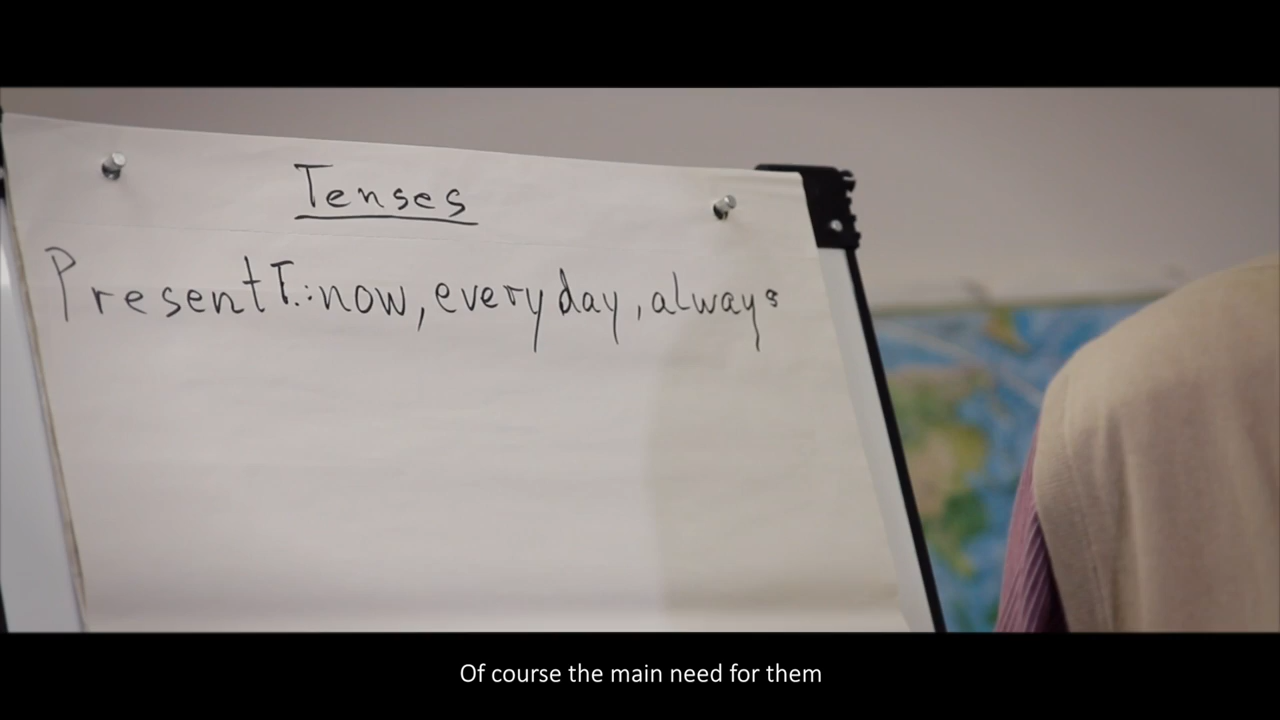 Tenses
Present T.: now, every day, always
Of course the main need for them